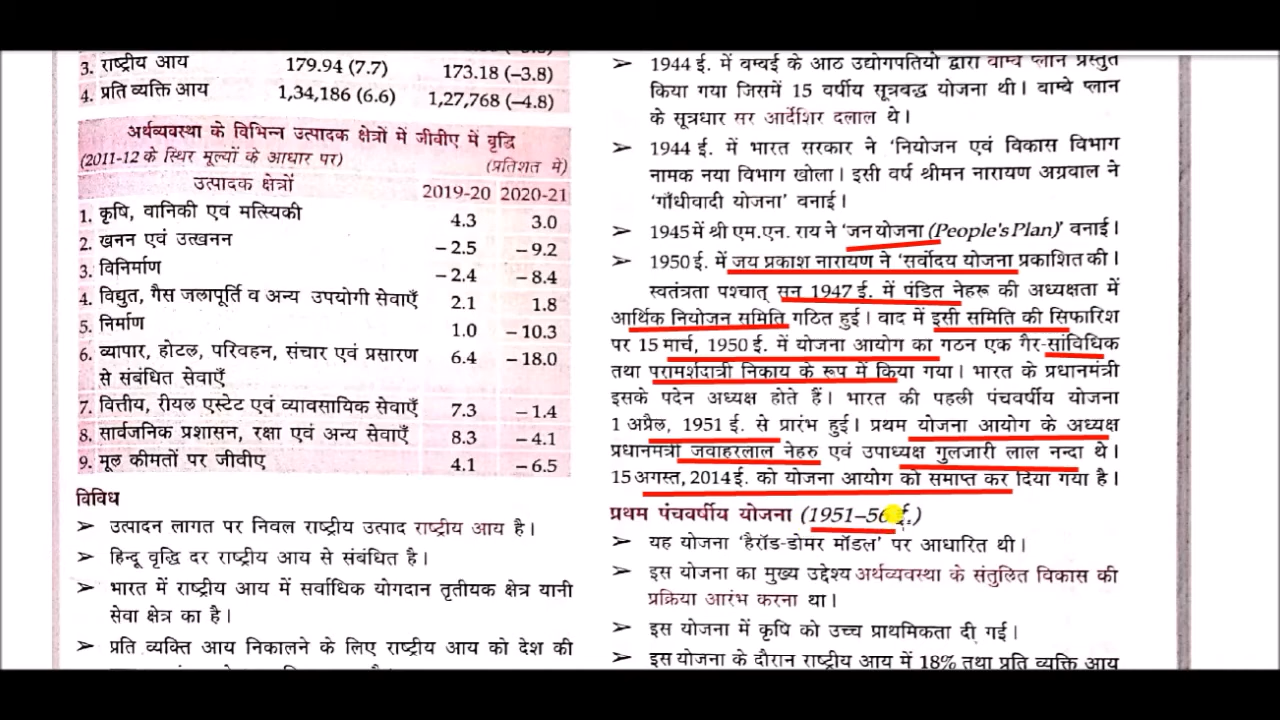 3. राष्ट्रीय आय 179.94 (7.7) 173.18 (–3.8)
4. प्रति व्यक्ति आय 1,34,186 (6.6) 1,27,768 (–4.8)
अर्थव्यवस्था के विभिन्न उत्पादक क्षेत्रों में जीवीए में वृद्धि
(2011-12 के स्थिर मूल्यों के आधार पर) (प्रतिशत मे)
उत्पादक क्षेत्रों 2019-20 2020-21
1. कृषि, वानिकी एवं मत्स्यिकी 4.3 3.0
2. खनन एवं उत्खनन – 2.5 – 9.2
3. विनिर्माण – 2.4 – 8.4
4. विद्युत, गैस जलापूर्ति व अन्य उपयोगी सेवाएँ 2.1 1.8
5. निर्माण 1.0 – 10.3
6. व्यापार, होटल, परिवहन, संचार एवं प्रसारण 6.4 – 18.0
से संबंधित सेवाएँ
7. वित्तीय, रीयल एस्टेट एवं व्यावसायिक सेवाएँ 7.3 – 1.4
8. सार्वजनिक प्रशासन, रक्षा एवं अन्य सेवाएँ 8.3 – 4.1
9. मूल कीमतों पर जीवीए 4.1 – 6.5
विविध
➤ उत्पादन लागत पर निवल राष्ट्रीय उत्पाद राष्ट्रीय आय है।
➤ हिन्दू वृद्धि दर राष्ट्रीय आय से संबंधित है।
➤ भारत में राष्ट्रीय आय में सर्वाधिक योगदान तृतीयक क्षेत्र यानी
सेवा क्षेत्र का है।
➤ प्रति व्यक्ति आय निकालने के लिए राष्ट्रीय आय को देश की
➤ 1944 ई. में बम्बई के आठ उद्योगपतियो द्वारा बाम्बे प्लान प्रस्तुत
किया गया जिसमें 15 वर्षीय सूत्रबद्ध योजना थी। बाम्बे प्लान
के सूत्रधार सर आर्देशिर दलाल थे।
➤ 1944 ई. में भारत सरकार ने 'नियोजन एवं विकास विभाग
नामक नया विभाग खोला। इसी वर्ष श्रीमन नारायण अग्रवाल ने
'गाँधीवादी योजना' बनाई।
➤ 1945 में श्री एम.एन. राय ने 'जन योजना (People's Plan)' बनाई।
➤ 1950 ई. में जय प्रकाश नारायण ने 'सर्वोदय योजना प्रकाशित की।
स्वतंत्रता पश्चात् सन 1947 ई. में पंडित नेहरू की अध्यक्षता में
आर्थिक नियोजन समिति गठित हुई। वाद में इसी समिति की सिफारिश
पर 15 मार्च, 1950 ई. में योजना आयोग का गठन एक गैर-सांविधिक
तथा परामर्शदात्री निकाय के रूप में किया गया। भारत के प्रधानमंत्री
इसके पदेन अध्यक्ष होते हैं। भारत की पहली पंचवर्षीय योजना
1 अप्रैल, 1951 ई. से प्रारंभ हुई। प्रथम योजना आयोग के अध्यक्ष
प्रधानमंत्री जवाहरलाल नेहरु एवं उपाध्यक्ष गुलजारी लाल नन्दा थे।
15 अगस्त, 2014 ई. को योजना आयोग को समाप्त कर दिया गया है।
प्रथम पंचवर्षीय योजना (1951–56 ई.)
➤ यह योजना 'हैरॉड-डोमर मॉडल' पर आधारित थी।
➤ इस योजना का मुख्य उद्देश्य अर्थव्यवस्था के संतुलित विकास की
प्रक्रिया आरंभ करना था।
➤ इस योजना में कृषि को उच्च प्राथमिकता दी गई।
➤ इस योजना के दौरान राष्ट्रीय आय में 18% तथा प्रति व्यक्ति आय